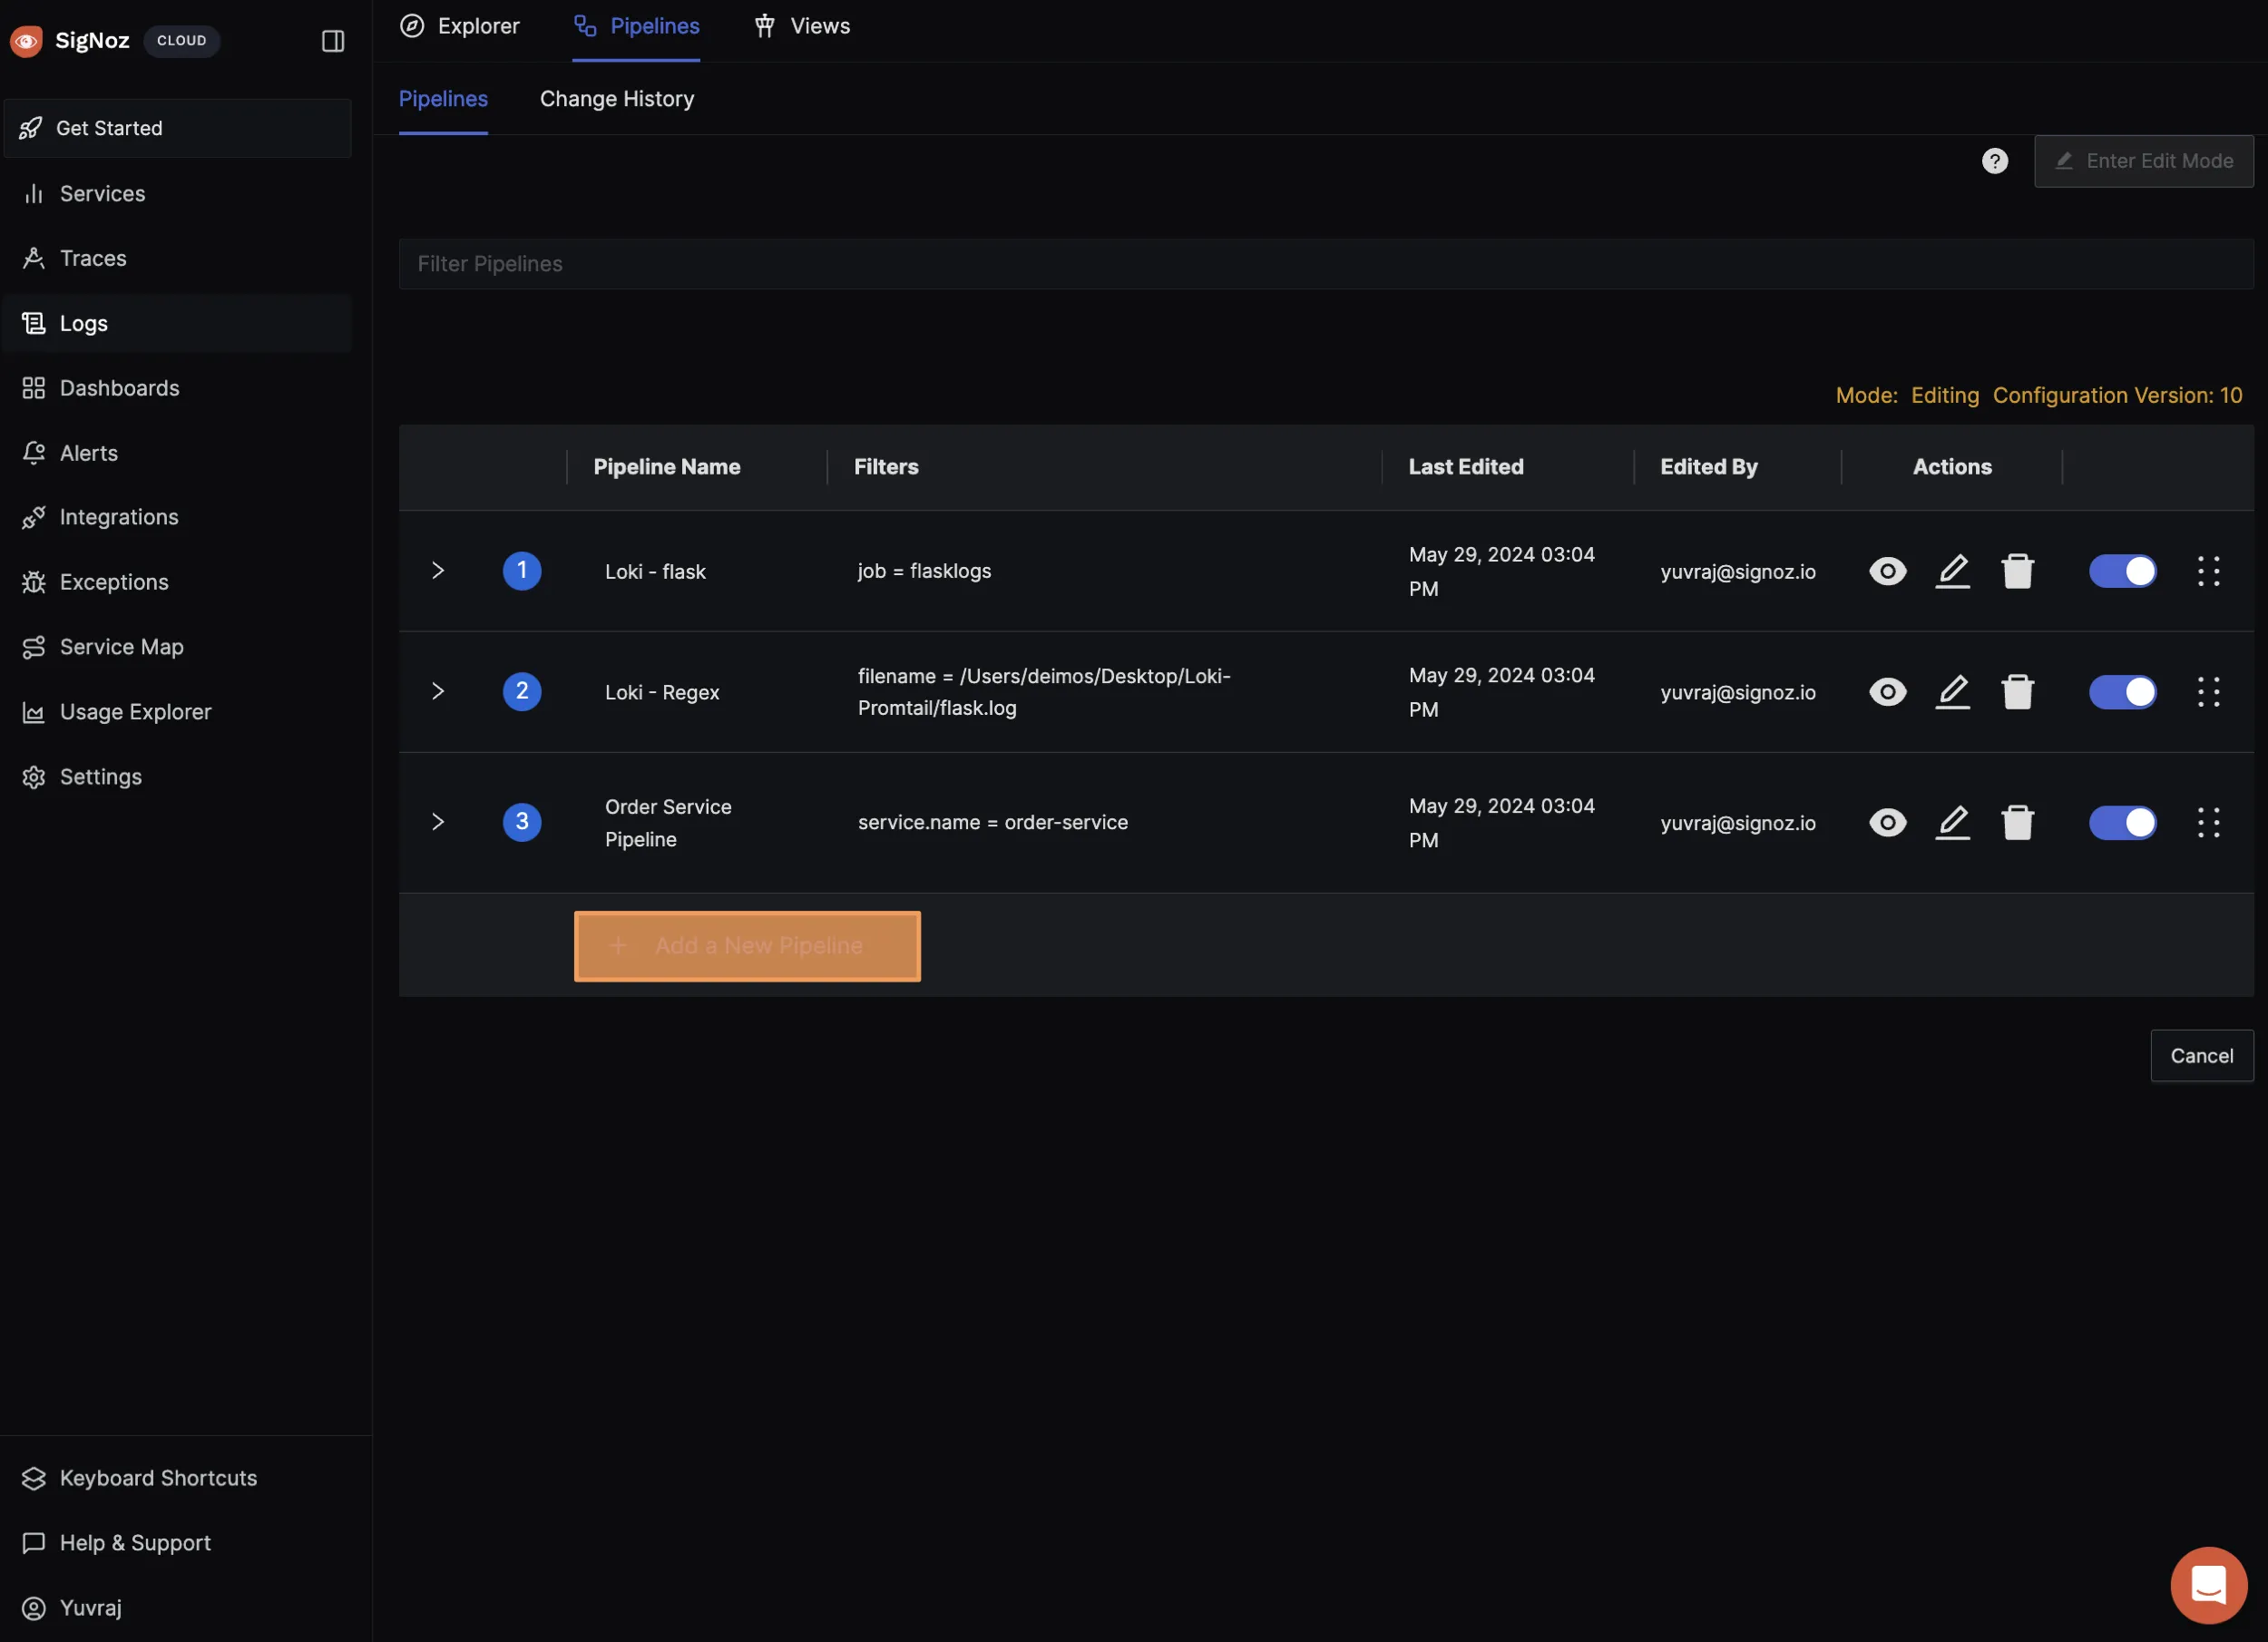 SigNoz CLOUD
Get Started
Services
Traces
Logs
Dashboards
Alerts
Integrations
Exceptions
Service Map
Usage Explorer
Settings
Keyboard Shortcuts
Help & Support
Yuvraj
Explorer Pipelines Views
Pipelines Change History
? Enter Edit Mode
Filter Pipelines
Mode: Editing Configuration Version: 10
Pipeline Name Filters Last Edited Edited By Actions
1 Loki - flask job = flasklogs May 29, 2024 03:04 yuvraj@signoz.io
PM
2 Loki - Regex filename = /Users/deimos/Desktop/Loki- May 29, 2024 03:04 yuvraj@signoz.io
Promtail/flask.log PM
3 Order Service service.name = order-service May 29, 2024 03:04 yuvraj@signoz.io
Pipeline PM
+ Add a New Pipeline
Cancel